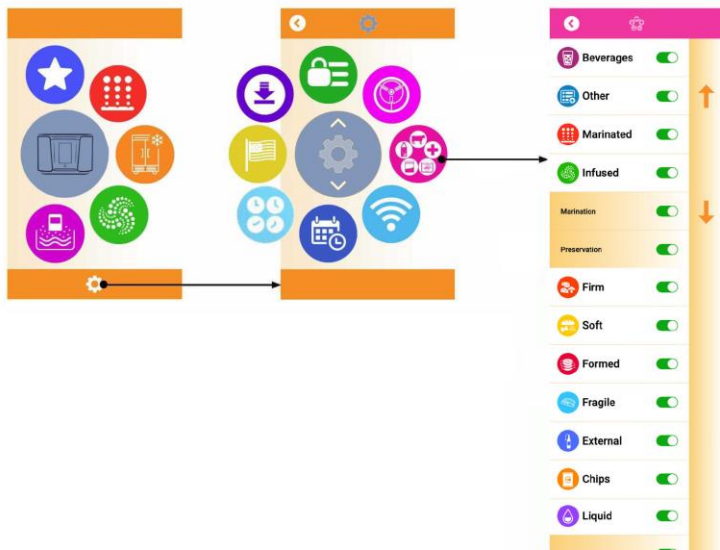 Beverages
Other
Marinated
Infused
Marination
Preservation
Firm
Soft
Formed
Fragile
External
Chips
Liquid